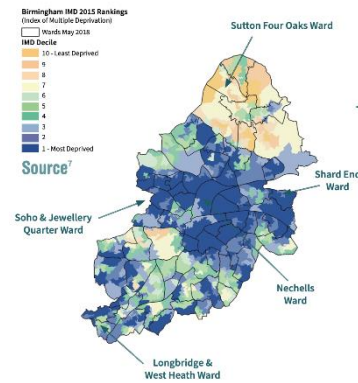 Birmingham IMD 2015 Rankings
(Index of Multiple Deprivation)
Wards May 2018
IMD Decile
10 - Least Deprived
9
8
7
6
5
4
3
2
1 - Most Deprived
Source7
Sutton Four Oaks Ward
Shard End
Ward
Soho & Jewellery
Quarter Ward
Nechells
Ward
Longbridge &
West Heath Ward